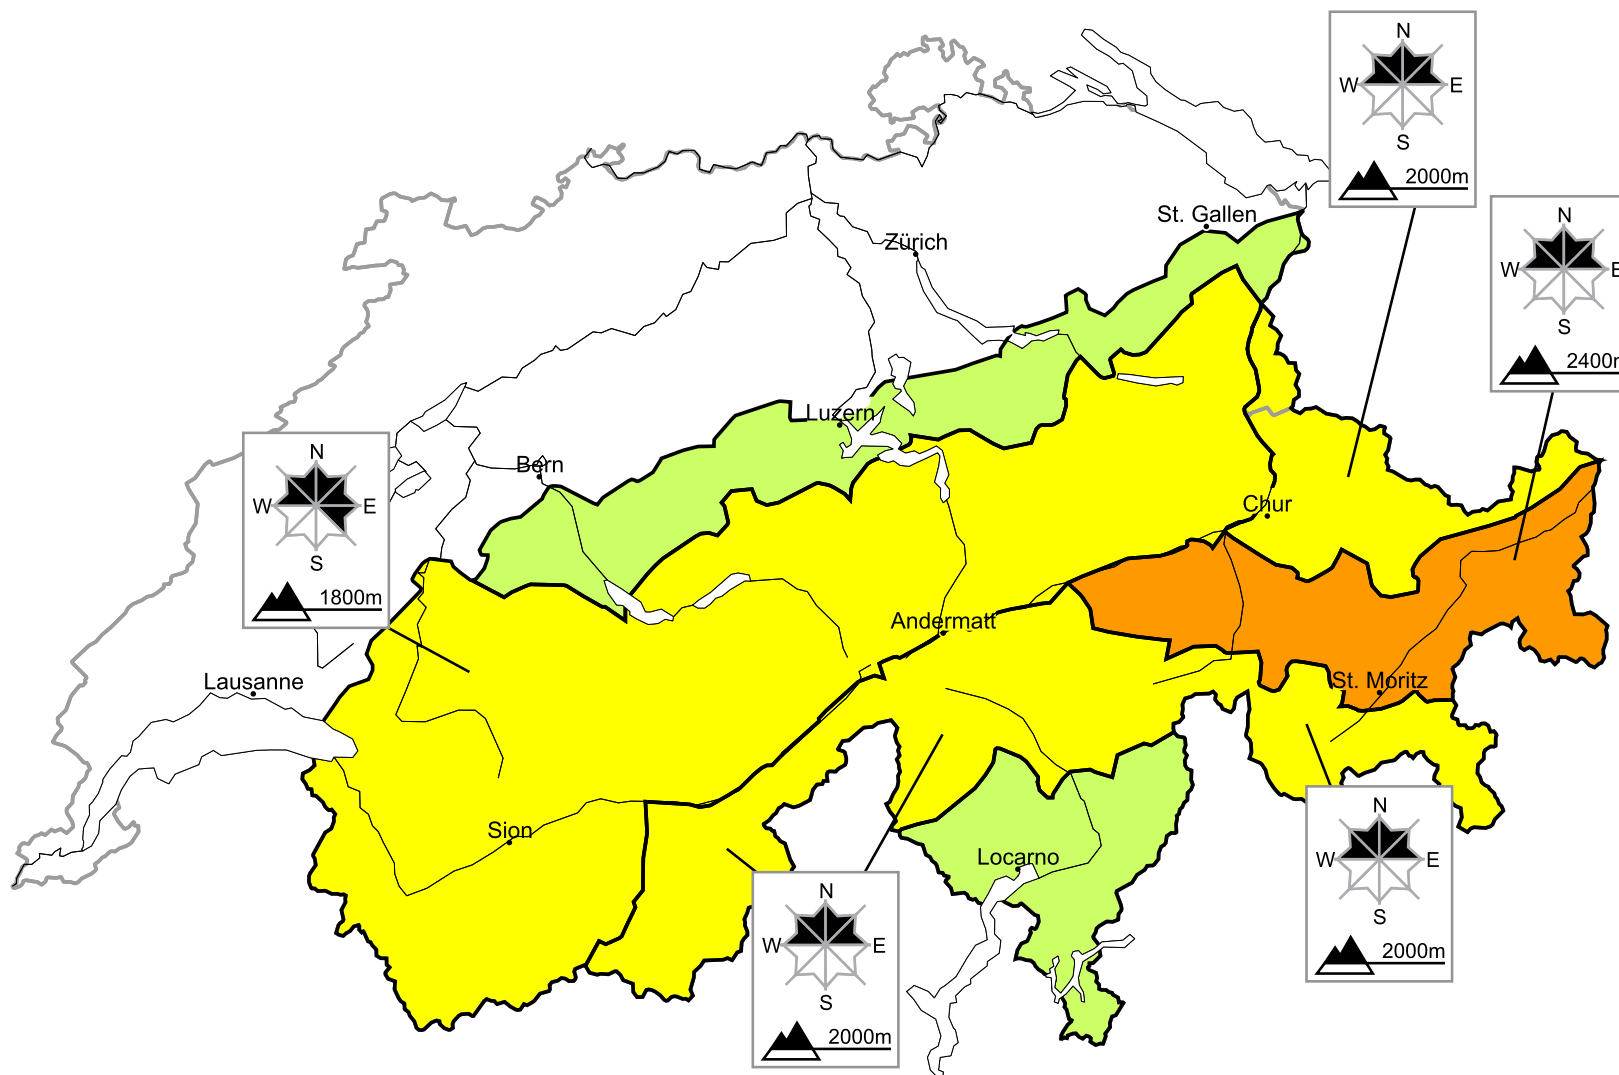 N
W
E
S
2000m
N
W
E
S
2400m
St. Gallen
Zürich
Luzern
Bern
N
W
E
S
1800m
Chur
Andermatt
Lausanne
St. Moritz
Sion
Locarno
N
W
E
S
2000m
N
W
E
S
2000m